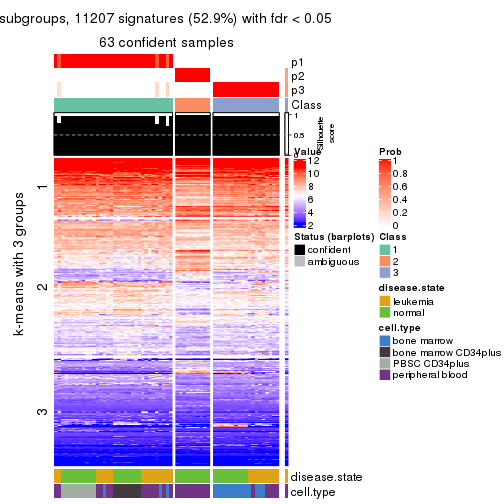 subgroups, 11207 signatures (52.9%) with fdr < 0.05
63 confident samples
p1
p2
p3
Class
1
0.5
0
Silhouette
score
k-means with 3 groups
1
2
3
Value
12
10
8
6
4
2
Prob
1
0.8
0.6
0.4
0.2
0
Status (barplots)
confident
ambiguous
Class
1
2
3
disease.state
leukemia
normal
cell.type
bone marrow
bone marrow CD34plus
PBSC CD34plus
peripheral blood
disease.state
cell.type